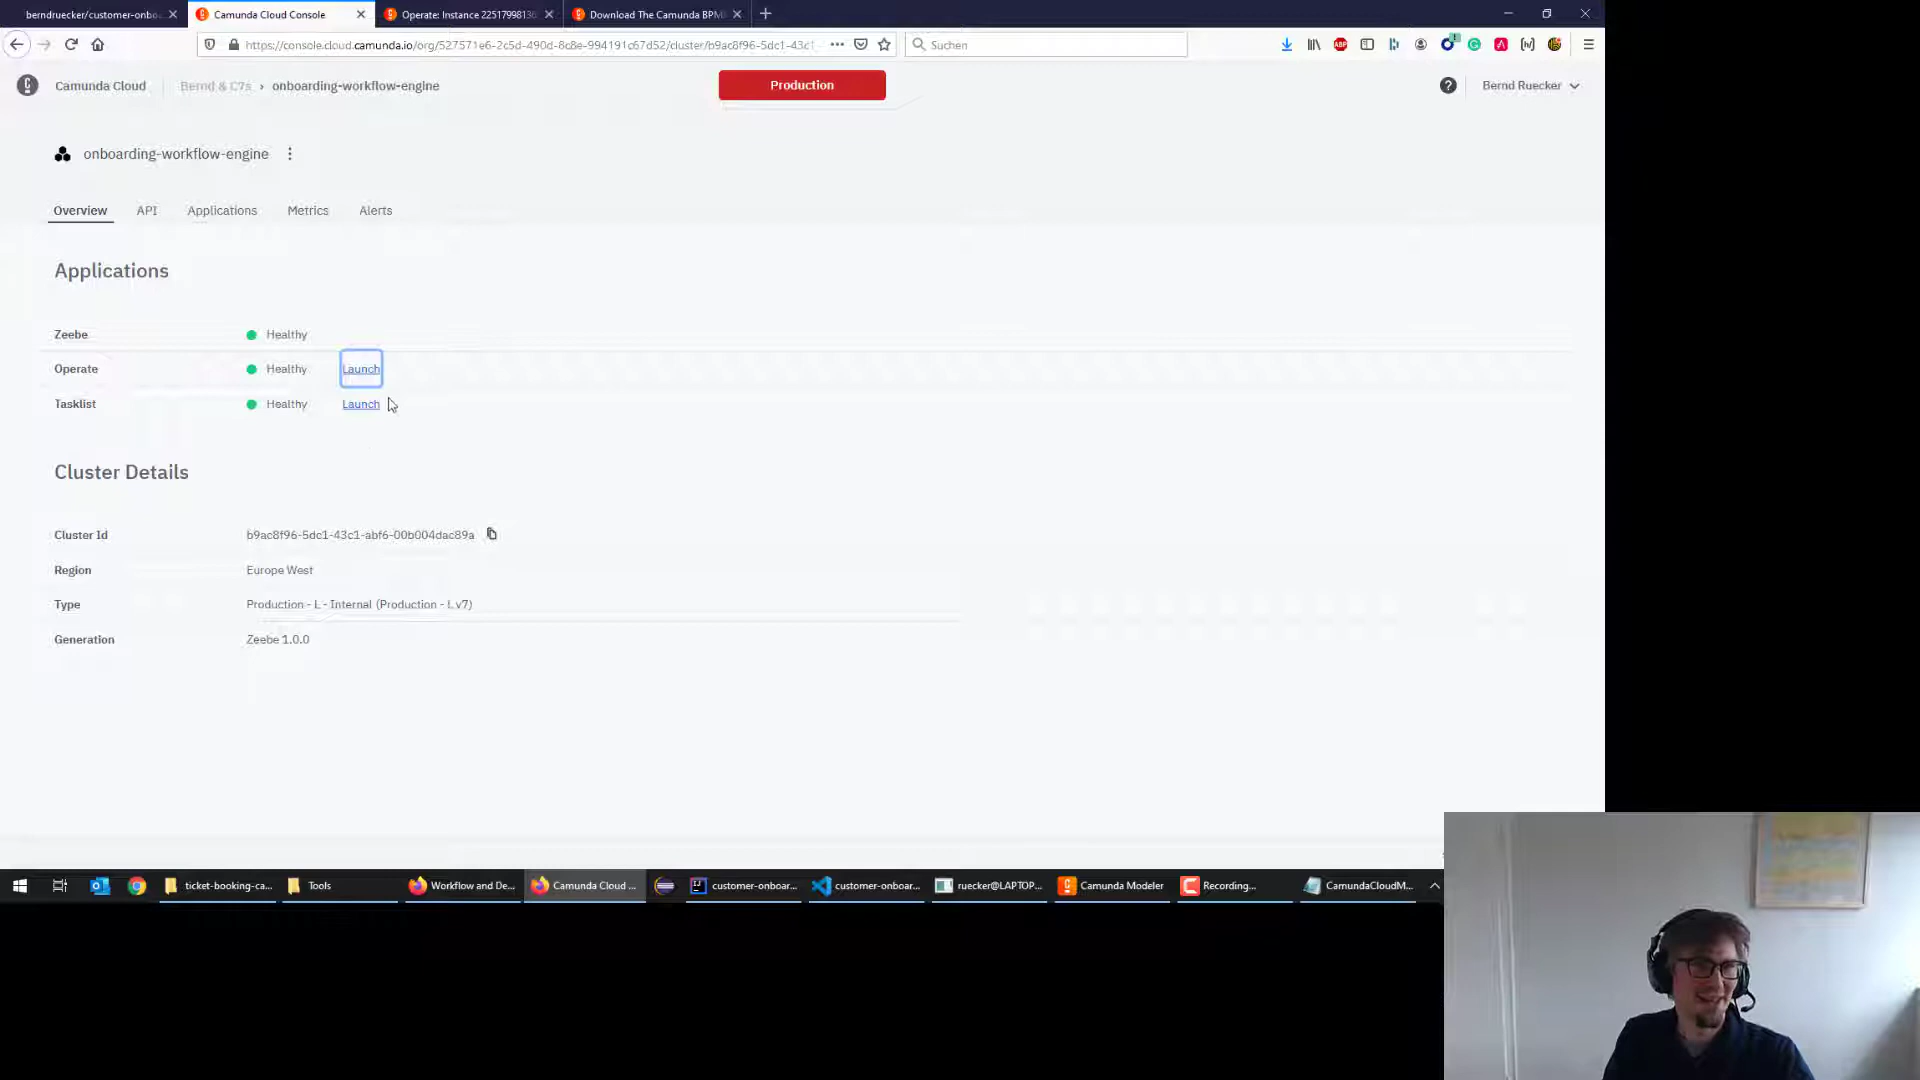 berndruecker/customer-onbo
Camunda Cloud Console
Operate: Instance 2251799813
Download The Camunda BPM
https://console.cloud.camunda.io/org/527571e6-2c5d-490d-8c8e-994191c67d52/cluster/b9ac8f96-5dc1-43c1-
Suchen
Camunda Cloud
Bernd & C7s › onboarding-workflow-engine
Production
Bernd Ruecker
onboarding-workflow-engine
Overview
API
Applications
Metrics
Alerts
Applications
Zeebe
Healthy
Operate
Healthy
Launch
Tasklist
Healthy
Launch
Cluster Details
Cluster Id
b9ac8f96-5dc1-43c1-abf6-00b004dac89a
Region
Europe West
Type
Production - L - Internal (Production - L v7)
Generation
Zeebe 1.0.0
ticket-booking-ca...
Tools
Workflow and De...
Camunda Cloud ...
customer-onboar...
customer-onboar...
ruecker@LAPTOP...
Camunda Modeler
Recording...
CamundaCloudM...